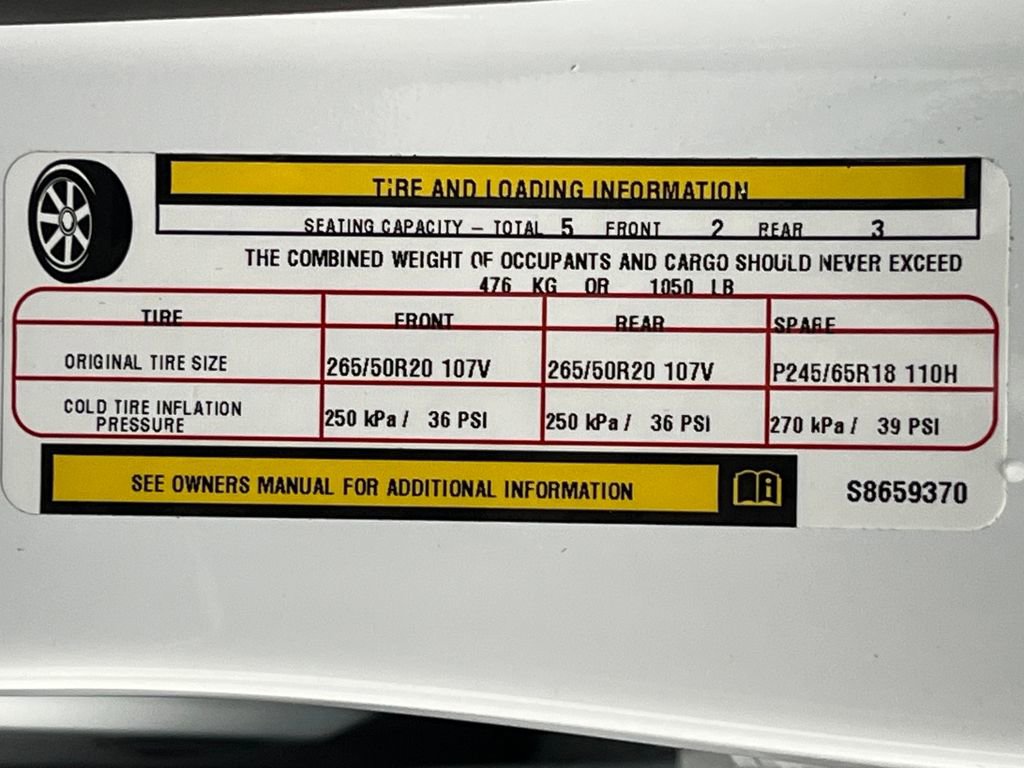 TIRE AND LOADING INFORMATION
SEATING CAPACITY – TOTAL 5 FRONT 2 REAR 3
THE COMBINED WEIGHT OF OCCUPANTS AND CARGO SHOULD NEVER EXCEED
476 KG OR 1050 LB
TIRE FRONT REAR SPARE
ORIGINAL TIRE SIZE 265/50R20 107V 265/50R20 107V P245/65R18 110H
COLD TIRE INFLATION
PRESSURE 250 kPa / 36 PSI 250 kPa / 36 PSI 270 kPa / 39 PSI
SEE OWNERS MANUAL FOR ADDITIONAL INFORMATION
S8659370